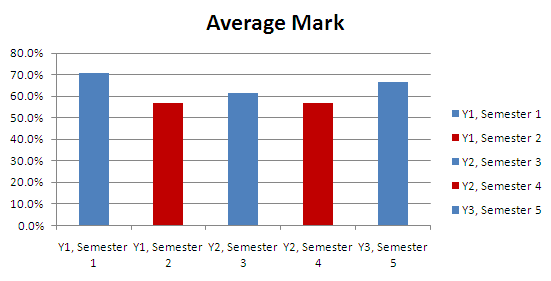 Average Mark
80.0%
70.0%
60.0%
50.0%
40.0%
30.0%
20.0%
10.0%
0.0%
Y1, Semester
1
Y1, Semester
2
Y2, Semester
3
Y2, Semester
4
Y3, Semester
5
Y1, Semester 1
Y1, Semester 2
Y2, Semester 3
Y2, Semester 4
Y3, Semester 5